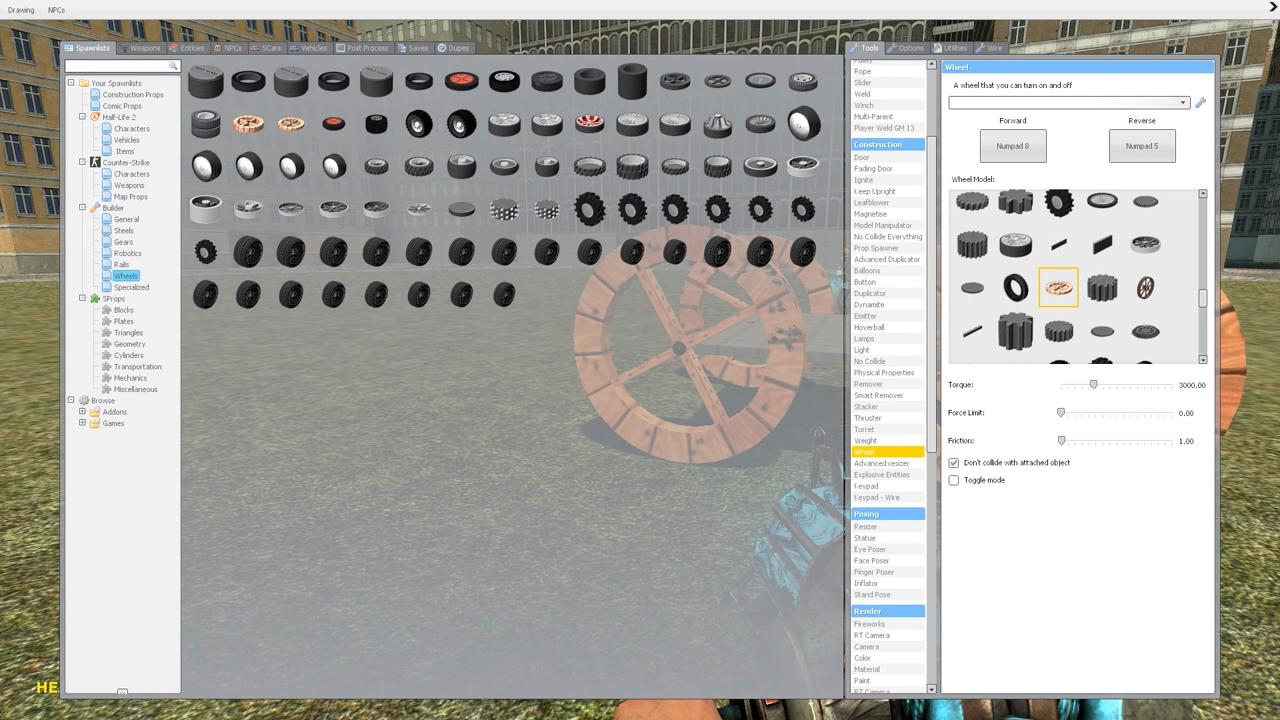 Drawing NPCs
Spawnlists Weapons Entities NPCs SCars Vehicles Post Process Saves Dupes
Your Spawnlists
Construction Props
Comic Props
Half-Life 2
Characters
Vehicles
Items
Counter-Strike
Characters
Weapons
Map Props
Builder
General
Steels
Gears
Robotics
Rails
Wheels
Specialized
SProps
Blocks
Plates
Triangles
Geometry
Cylinders
Transportation
Mechanics
Miscellaneous
Browse
Addons
Games
HE
Tools Options Utilities Wire
Pulley
Rope
Slider
Weld
Winch
Multi-Parent
Player Weld GM 13
Construction
Door
Fading Door
Ignite
Keep Upright
Leafblower
Magnetise
Model Manipulator
No Collide Everything
Prop Spawner
Advanced Duplicator
Balloons
Button
Duplicator
Dynamite
Emitter
Hoverball
Lamps
Light
No Collide
Physical Properties
Remover
Smart Remover
Stacker
Thruster
Turret
Weight
Wheel
Advanced resizer
Explosive Entities
Keypad
Keypad - Wire
Posing
Resizer
Statue
Eye Poser
Face Poser
Finger Poser
Inflator
Stand Pose
Render
Fireworks
RT Camera
Camera
Color
Material
Paint
RT Camera
Wheel
A wheel that you can turn on and off
Forward Reverse
Numpad 8 Numpad 5
Wheel Model:
Torque: 3000.00
Force Limit: 0.00
Friction: 1.00
Don't collide with attached object
Toggle mode